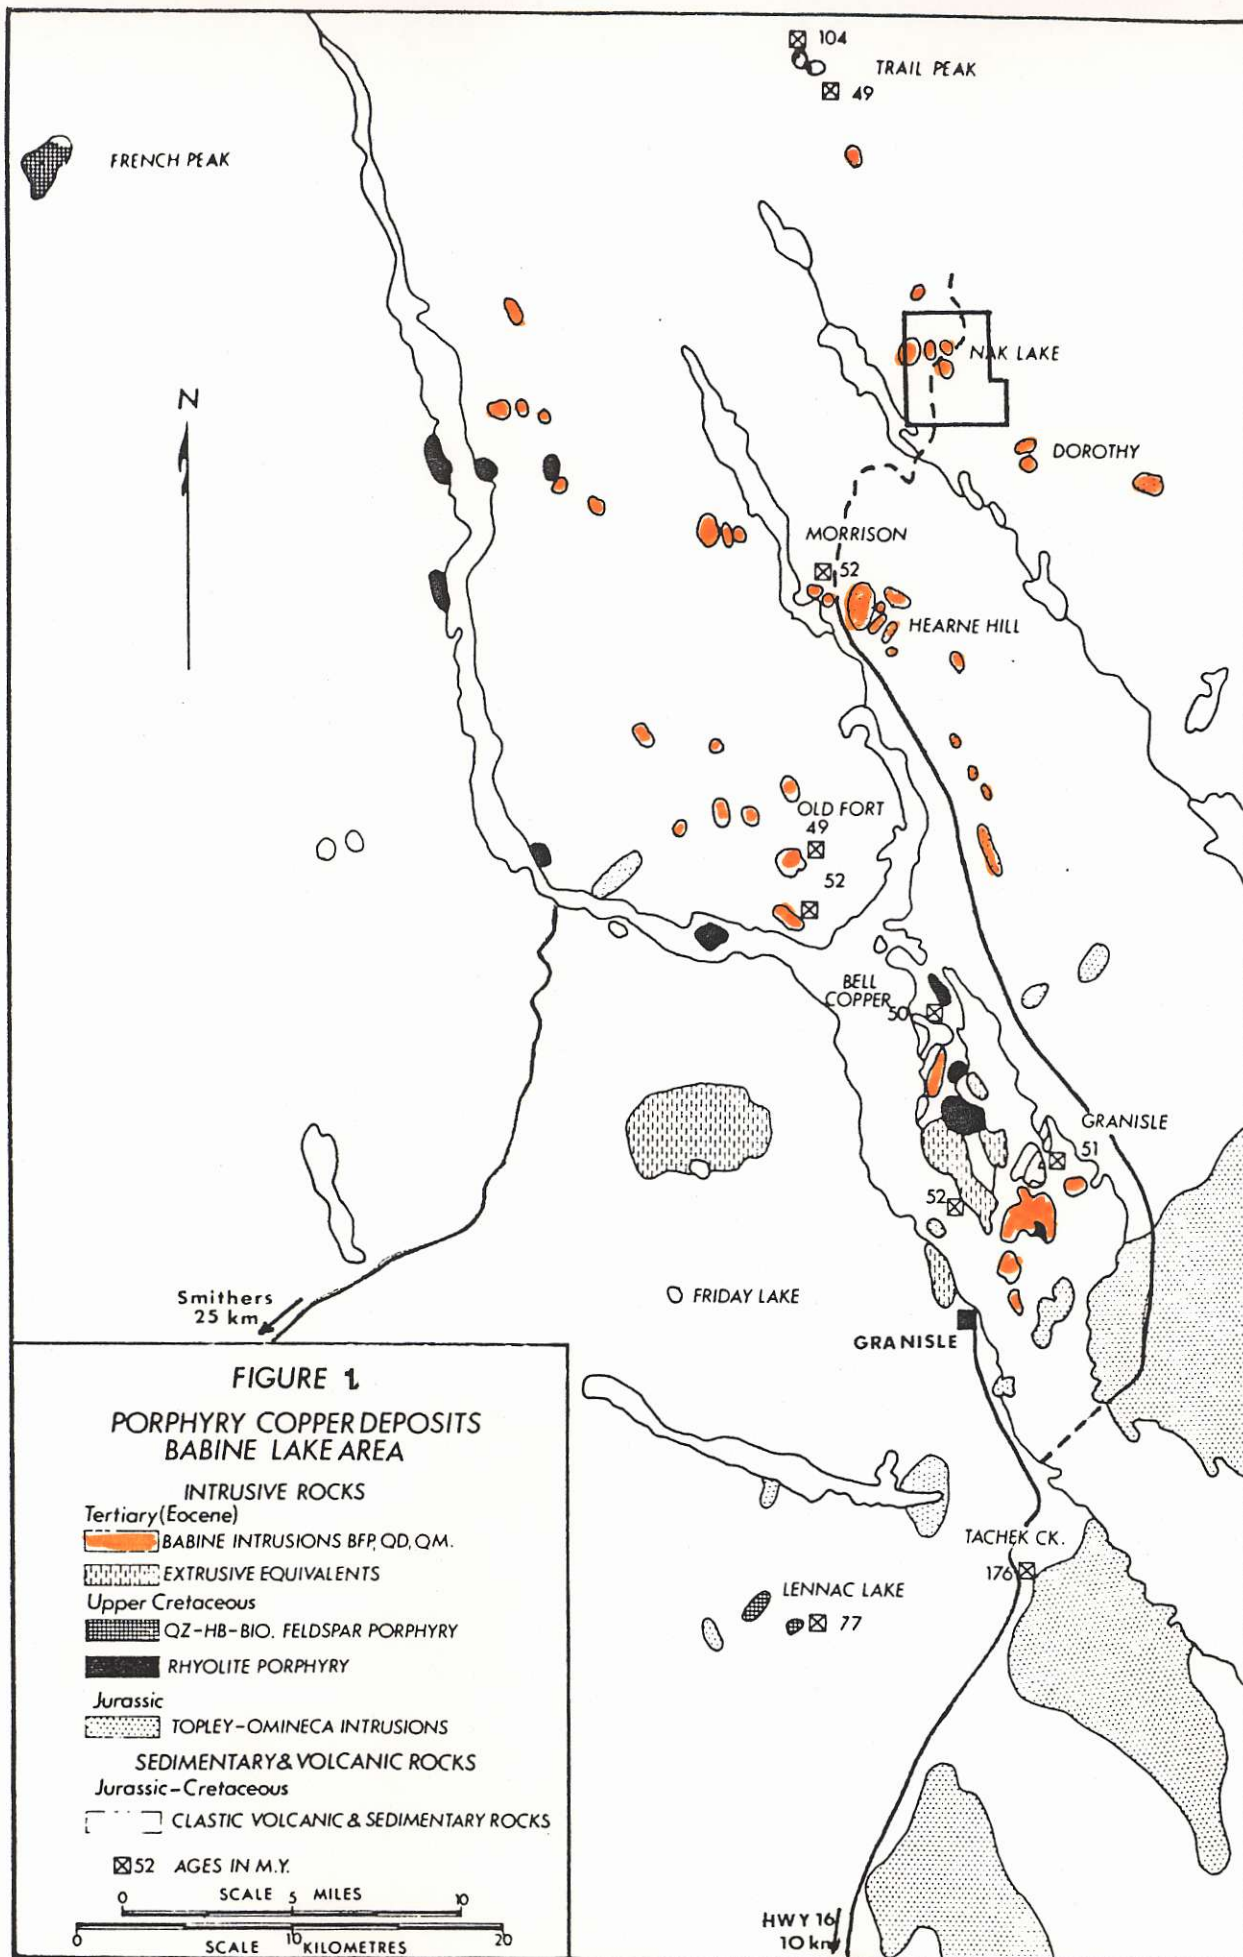 104
TRAIL PEAK
49
FRENCH PEAK
NAK LAKE
N
DOROTHY
MORRISON
52
HEARNE HILL
OLD FORT
49
52
BELL
COPPER
50
GRANISLE
51
52
Smithers
25 km
FRIDAY LAKE
GRANISLE
TACHEK CK.
176
LENNAC LAKE
77
HWY 16
10 km
FIGURE 1.
PORPHYRY COPPER DEPOSITS
BABINE LAKE AREA
INTRUSIVE ROCKS
Tertiary (Eocene)
BABINE INTRUSIONS BFP, QD, QM.
EXTRUSIVE EQUIVALENTS
Upper Cretaceous
QZ-HB-BIO. FELDSPAR PORPHYRY
RHYOLITE PORPHYRY
Jurassic
TOPLEY-OMINECA INTRUSIONS
SEDIMENTARY & VOLCANIC ROCKS
Jurassic-Cretaceous
CLASTIC VOLCANIC & SEDIMENTARY ROCKS
52 AGES IN M.Y.
0 SCALE 5 MILES 10
0 SCALE 10 KILOMETRES 20